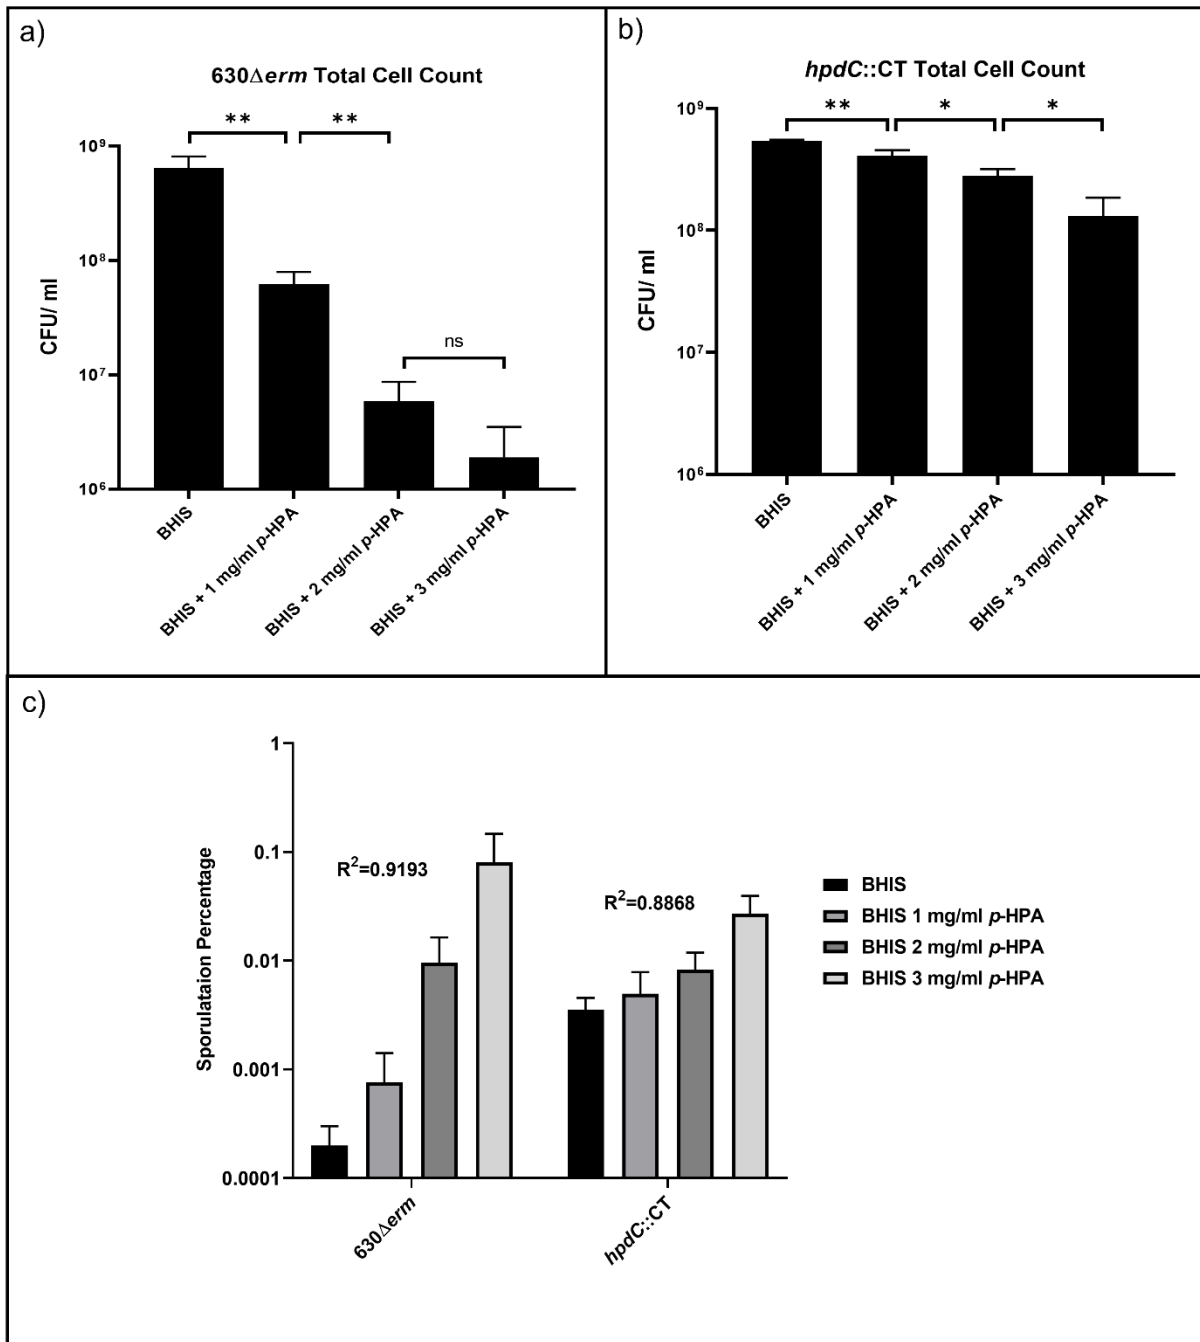 a)
630Δerm Total Cell Count
** **
10⁹
10⁸
10⁷
10⁶
CFU/ ml
ns
BHIS
BHIS + 1 mg/ml p-HPA
BHIS + 2 mg/ml p-HPA
BHIS + 3 mg/ml p-HPA
b)
hpdC::CT Total Cell Count
** * *
10⁹
10⁸
10⁷
10⁶
CFU/ ml
BHIS
BHIS + 1 mg/ml p-HPA
BHIS + 2 mg/ml p-HPA
BHIS + 3 mg/ml p-HPA
c)
1
0.1
0.01
0.001
0.0001
Sporulataion Percentage
R²=0.9193
R²=0.8868
630Δerm
hpdC::CT
BHIS
BHIS 1 mg/ml p-HPA
BHIS 2 mg/ml p-HPA
BHIS 3 mg/ml p-HPA